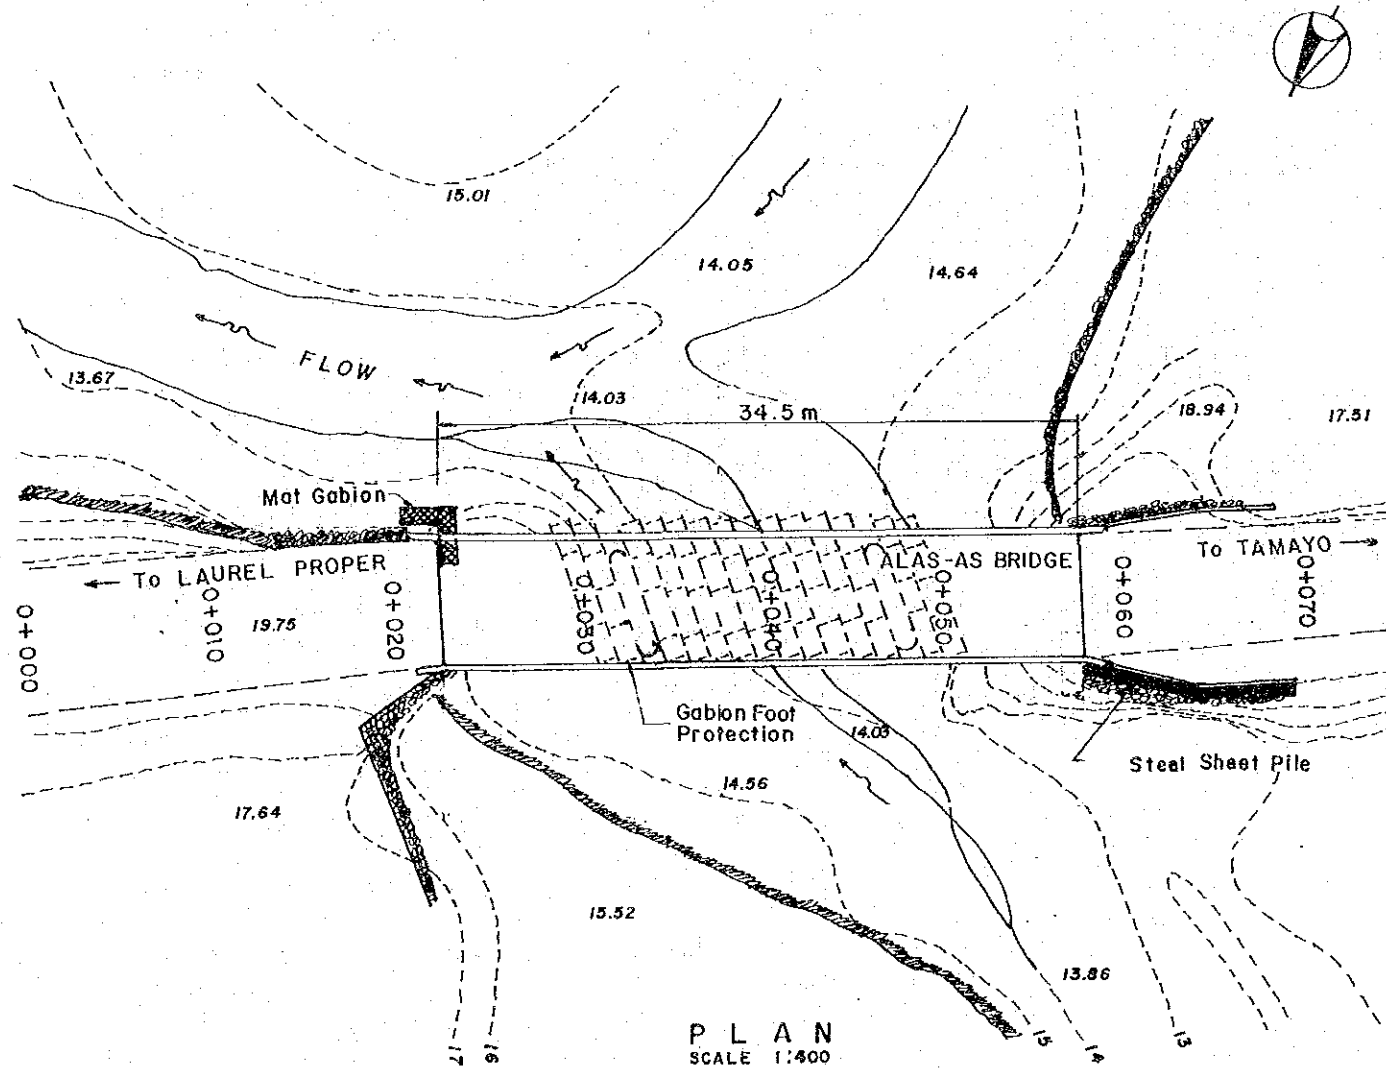 15.01
14.05
14.64
FLOW
13.67
14.03
34.5 m
18.94
17.51
Mat Gabion
To LAUREL PROPER
ALAS-AS BRIDGE
To TAMAYO
0+000
0+010
0+020
0+030
0+040
0+050
0+060
0+070
19.75
Gabion Foot
Protection
14.03
Steal Sheet Pile
14.56
17.64
15.52
13.86
17
16
15
14
13
PLAN
SCALE 1:400